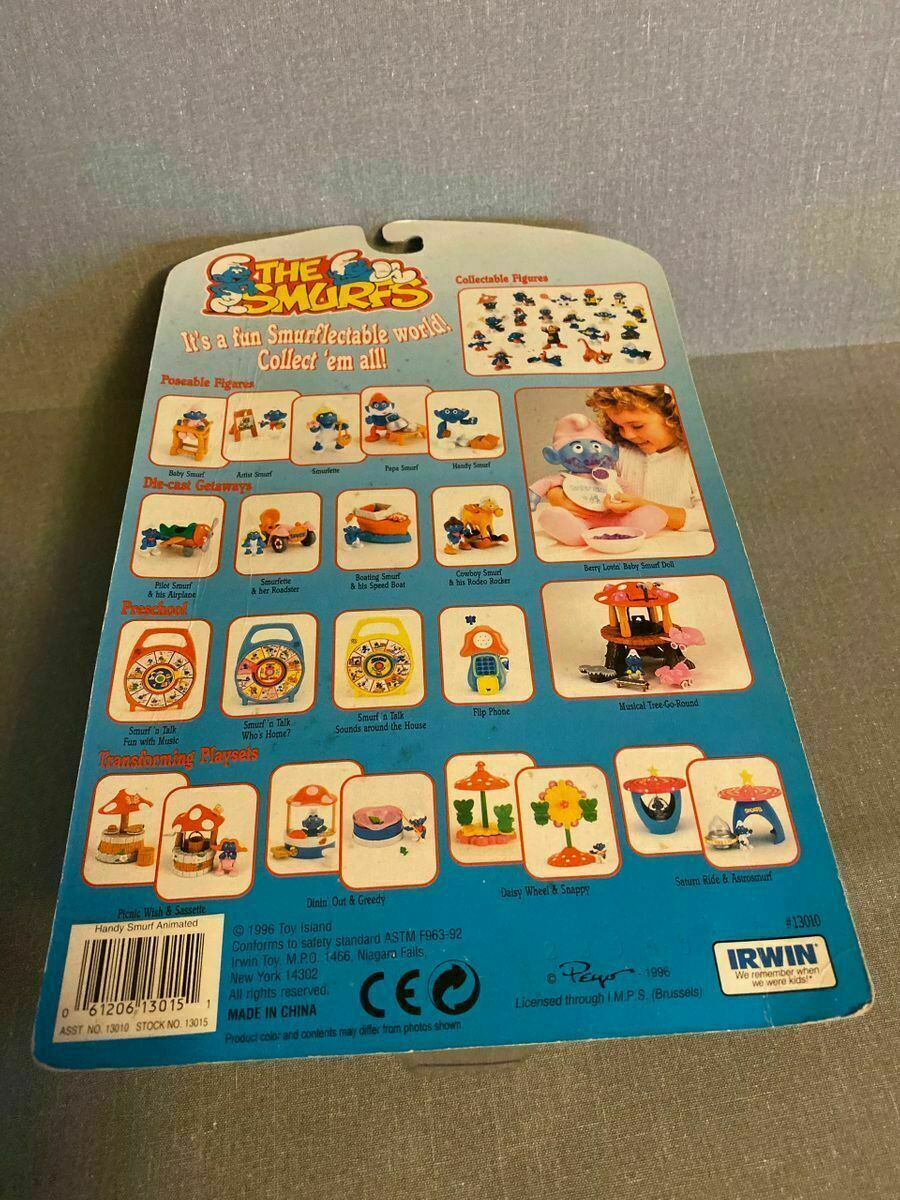 THE
SMURFS
It's a fun Smurflectable world!
Collect 'em all!
Collectable Figures
Poseable Figures
Baby Smurf
Artist Smurf
Smurfette
Papa Smurf
Handy Smurf
Berry Lovin' Baby Smurf Doll
Die-cast Getaways
Pilot Smurf
& his Airplane
Smurfette
& her Roadster
Boating Smurf
& his Speed Boat
Cowboy Smurf
& his Rodeo Rocker
Musical Tree-Go-Round
Preschool
Smurf 'n Talk
Fun with Music
Smurf 'n Talk
Who's Home?
Smurf 'n Talk
Sounds around the House
Flip Phone
Transforming Playsets
Picnic Wish & Sassette
Dinin' Out & Greedy
Daisy Wheel & Snappy
Saturn Ride & Astrosmurf
Handy Smurf Animated
0 61206 13015 1
ASST NO. 13010 STOCK NO. 13015
© 1996 Toy Island
Conforms to safety standard ASTM F963-92
Irwin Toy. M.P.O. 1466, Niagara Falls,
New York 14302
All rights reserved.
MADE IN CHINA
CE
Product color and contents may differ from photos shown
© Peyo 1996
Licensed through I.M.P.S. (Brussels)
#13010
IRWIN
We remember when
we were kids!